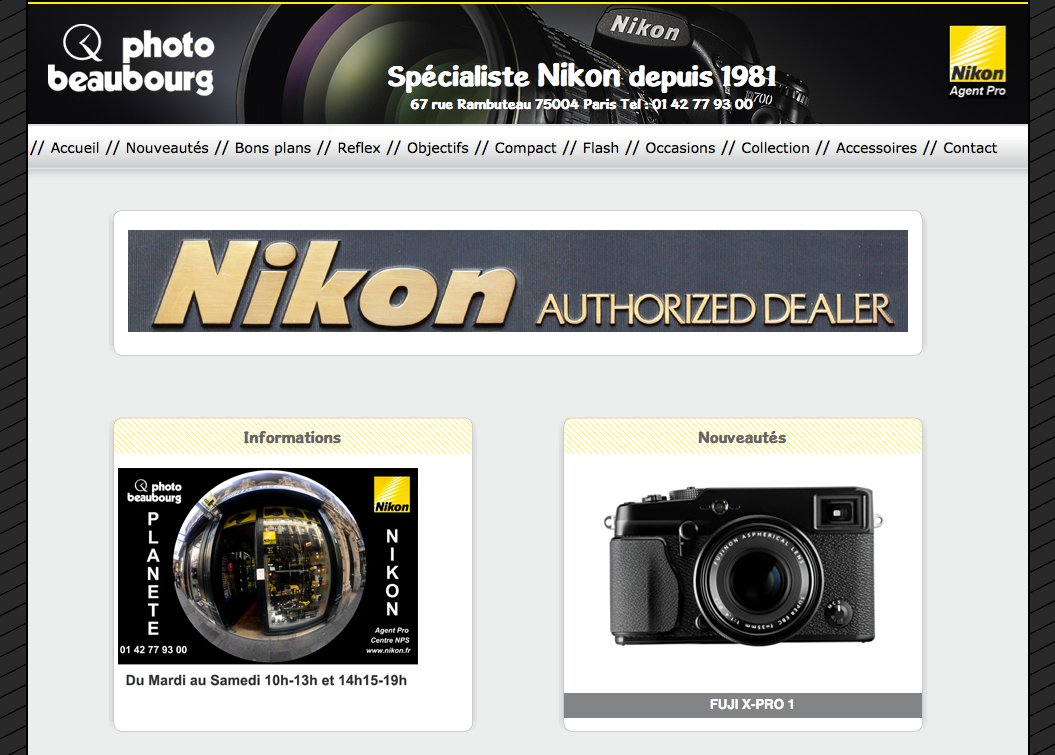 photo
beaubourg
Nikon
Spécialiste Nikon depuis 1981
67 rue Rambuteau 75004 Paris Tel : 01 42 77 93 00
D700
Nikon
Agent Pro
// Accueil // Nouveautés // Bons plans // Reflex // Objectifs // Compact // Flash // Occasions // Collection // Accessoires // Contact
Nikon AUTHORIZED DEALER
Informations
photo
beaubourg
Nikon
PLANETE
NIKON
Agent Pro
Centre NPS
www.nikon.fr
01 42 77 93 00
Du Mardi au Samedi 10h-13h et 14h15-19h
Nouveautés
FUJINON ASPHERICAL LENS
SUPER EBC f=35mm
FUJI X-PRO 1